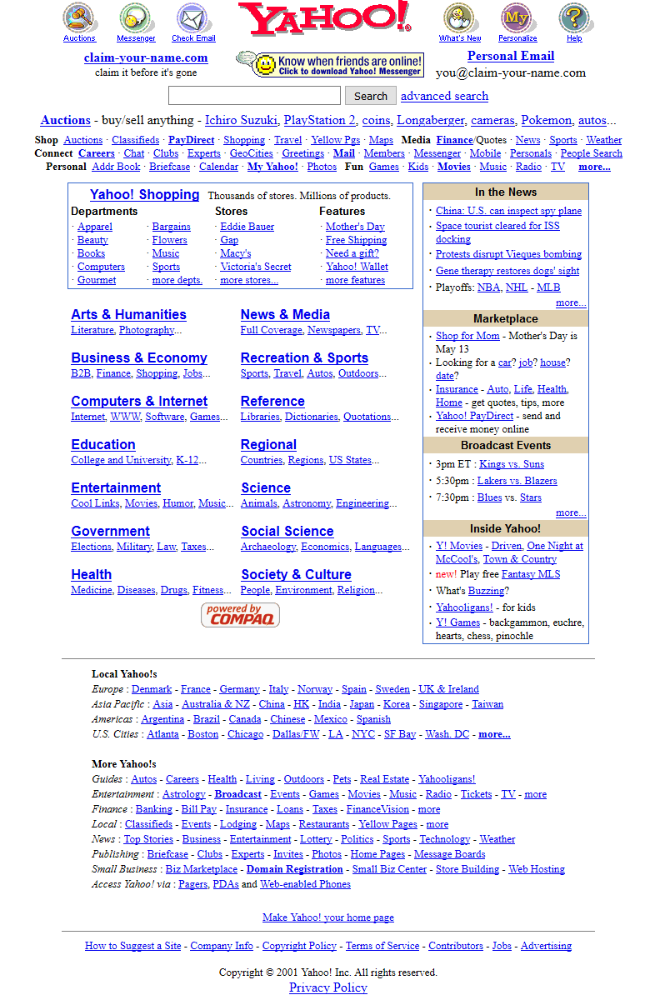 YAHOO!
Auctions Messenger Check Email What's New Personalize Help
My
claim-your-name.com
claim it before it's gone
Know when friends are online!
Click to download Yahoo! Messenger
Personal Email
you@claim-your-name.com
Search advanced search
Auctions - buy/sell anything - Ichiro Suzuki, PlayStation 2, coins, Longaberger, cameras, Pokemon, autos...
Shop Auctions · Classifieds · PayDirect · Shopping · Travel · Yellow Pgs · Maps Media Finance/Quotes · News · Sports · Weather
Connect Careers · Chat · Clubs · Experts · GeoCities · Greetings · Mail · Members · Messenger · Mobile · Personals · People Search
Personal Addr Book · Briefcase · Calendar · My Yahoo! · Photos Fun Games · Kids · Movies · Music · Radio · TV more...
Yahoo! Shopping Thousands of stores. Millions of products.
Departments Stores Features
· Apparel · Bargains · Eddie Bauer · Mother's Day
· Beauty · Flowers · Gap · Free Shipping
· Books · Music · Macy's · Need a gift?
· Computers · Sports · Victoria's Secret · Yahoo! Wallet
· Gourmet · more depts. · more stores... · more features
Arts & Humanities
Literature, Photography...
News & Media
Full Coverage, Newspapers, TV...
Business & Economy
B2B, Finance, Shopping, Jobs...
Recreation & Sports
Sports, Travel, Autos, Outdoors...
Computers & Internet
Internet, WWW, Software, Games...
Reference
Libraries, Dictionaries, Quotations...
Education
College and University, K-12...
Regional
Countries, Regions, US States...
Entertainment
Cool Links, Movies, Humor, Music...
Science
Animals, Astronomy, Engineering...
Government
Elections, Military, Law, Taxes...
Social Science
Archaeology, Economics, Languages...
Health
Medicine, Diseases, Drugs, Fitness...
Society & Culture
People, Environment, Religion...
powered by
COMPAQ
In the News
· China: U.S. can inspect spy plane
· Space tourist cleared for ISS
docking
· Protests disrupt Vieques bombing
· Gene therapy restores dogs' sight
· Playoffs: NBA, NHL - MLB
more...
Marketplace
· Shop for Mom - Mother's Day is
May 13
· Looking for a car? job? house?
date?
· Insurance - Auto, Life, Health,
Home - get quotes, tips, more
· Yahoo! PayDirect - send and
receive money online
Broadcast Events
· 3pm ET : Kings vs. Suns
· 5:30pm : Lakers vs. Blazers
· 7:30pm : Blues vs. Stars
more...
Inside Yahoo!
· Y! Movies - Driven, One Night at
McCool's, Town & Country
· new! Play free Fantasy MLS
· What's Buzzing?
· Yahooligans! - for kids
· Y! Games - backgammon, euchre,
hearts, chess, pinochle
Local Yahoo!s
Europe : Denmark - France - Germany - Italy - Norway - Spain - Sweden - UK & Ireland
Asia Pacific : Asia - Australia & NZ - China - HK - India - Japan - Korea - Singapore - Taiwan
Americas : Argentina - Brazil - Canada - Chinese - Mexico - Spanish
U.S. Cities : Atlanta - Boston - Chicago - Dallas/FW - LA - NYC - SF Bay - Wash. DC - more...
More Yahoo!s
Guides : Autos - Careers - Health - Living - Outdoors - Pets - Real Estate - Yahooligans!
Entertainment : Astrology - Broadcast - Events - Games - Movies - Music - Radio - Tickets - TV - more
Finance : Banking - Bill Pay - Insurance - Loans - Taxes - FinanceVision - more
Local : Classifieds - Events - Lodging - Maps - Restaurants - Yellow Pages - more
News : Top Stories - Business - Entertainment - Lottery - Politics - Sports - Technology - Weather
Publishing : Briefcase - Clubs - Experts - Invites - Photos - Home Pages - Message Boards
Small Business : Biz Marketplace - Domain Registration - Small Biz Center - Store Building - Web Hosting
Access Yahoo! via : Pagers, PDAs and Web-enabled Phones
Make Yahoo! your home page
How to Suggest a Site - Company Info - Copyright Policy - Terms of Service - Contributors - Jobs - Advertising
Copyright © 2001 Yahoo! Inc. All rights reserved.
Privacy Policy